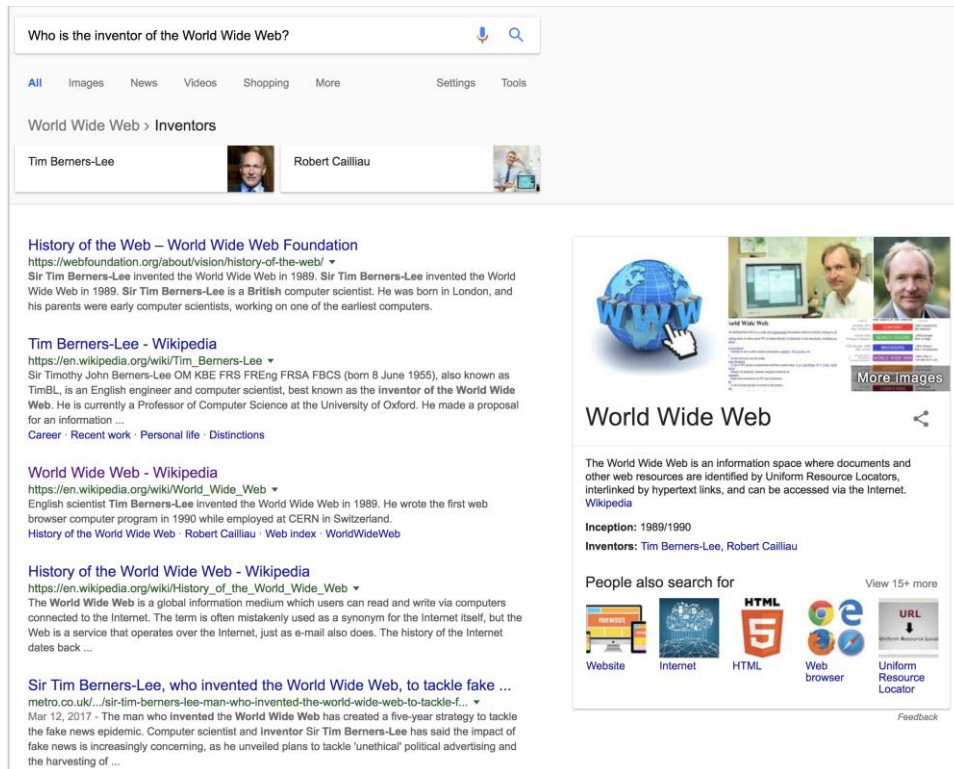 Who is the inventor of the World Wide Web?
All Images News Videos Shopping More Settings Tools
World Wide Web > Inventors
Tim Berners-Lee
Robert Cailliau
History of the Web – World Wide Web Foundation
https://webfoundation.org/about/vision/history-of-the-web/
Sir Tim Berners-Lee invented the World Wide Web in 1989. Sir Tim Berners-Lee invented the World
Wide Web in 1989. Sir Tim Berners-Lee is a British computer scientist. He was born in London, and
his parents were early computer scientists, working on one of the earliest computers.
Tim Berners-Lee - Wikipedia
https://en.wikipedia.org/wiki/Tim_Berners-Lee
Sir Timothy John Berners-Lee OM KBE FRS FREng FRSA FBCS (born 8 June 1955), also known as
TimBL, is an English engineer and computer scientist, best known as the inventor of the World Wide
Web. He is currently a Professor of Computer Science at the University of Oxford. He made a proposal
for an information ...
Career · Recent work · Personal life · Distinctions
World Wide Web - Wikipedia
https://en.wikipedia.org/wiki/World_Wide_Web
English scientist Tim Berners-Lee invented the World Wide Web in 1989. He wrote the first web
browser computer program in 1990 while employed at CERN in Switzerland.
History of the World Wide Web · Robert Cailliau · Web index · WorldWideWeb
History of the World Wide Web - Wikipedia
https://en.wikipedia.org/wiki/History_of_the_World_Wide_Web
The World Wide Web is a global information medium which users can read and write via computers
connected to the Internet. The term is often mistakenly used as a synonym for the Internet itself, but the
Web is a service that operates over the Internet, just as e-mail also does. The history of the Internet
dates back ...
Sir Tim Berners-Lee, who invented the World Wide Web, to tackle fake ...
metro.co.uk/.../sir-tim-berners-lee-man-who-invented-the-world-wide-web-to-tackle-f...
Mar 12, 2017 - The man who invented the World Wide Web has created a five-year strategy to tackle
the fake news epidemic. Computer scientist and inventor Sir Tim Berners-Lee has said the impact of
fake news is increasingly concerning, as he unveiled plans to tackle 'unethical' political advertising and
the harvesting of ...
WWW
World Wide Web
More images
World Wide Web
The World Wide Web is an information space where documents and
other web resources are identified by Uniform Resource Locators,
interlinked by hypertext links, and can be accessed via the Internet.
Wikipedia
Inception: 1989/1990
Inventors: Tim Berners-Lee, Robert Cailliau
People also search for
View 15+ more
YOUR WEBSITE
HTML
5
URL
Website
Internet
HTML
Web
browser
Uniform
Resource
Locator
Feedback